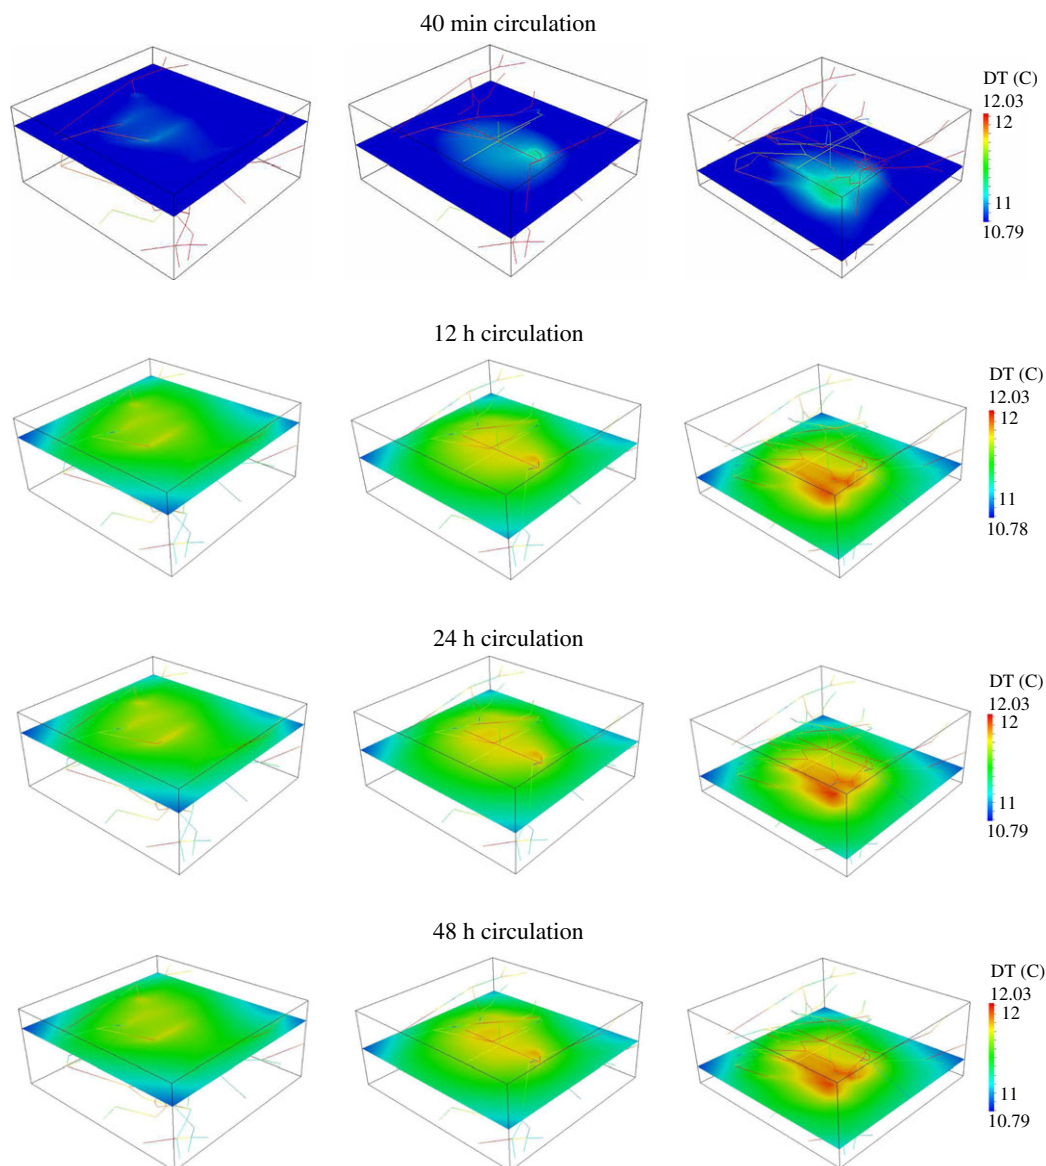 40 min circulation
DT (C)
12.03
12
11
10.79
12 h circulation
DT (C)
12.03
12
11
10.78
24 h circulation
DT (C)
12.03
12
11
10.79
48 h circulation
DT (C)
12.03
12
11
10.79